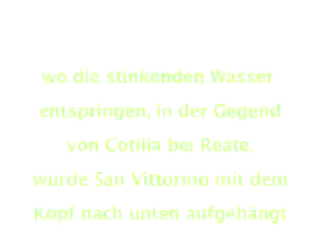 wo die stinkenden Wasser
entspringen, in der Gegend
von Cotilia bei Reate,
wurde San Vittorino mit dem
Kopf nach unten aufgehängt